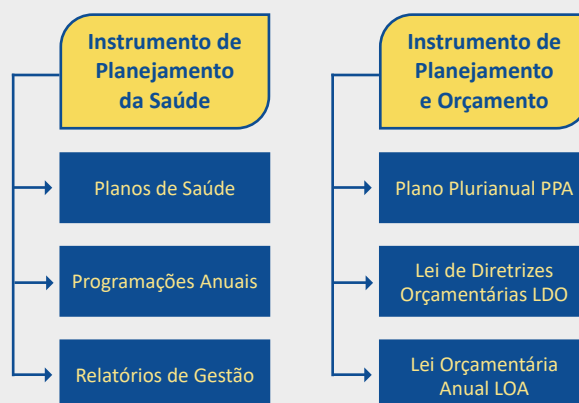 Instrumento de
Planejamento
da Saúde
Planos de Saúde
Programações Anuais
Relatórios de Gestão
Instrumento de
Planejamento
e Orçamento
Plano Plurianual PPA
Lei de Diretrizes
Orçamentárias LDO
Lei Orçamentária
Anual LOA